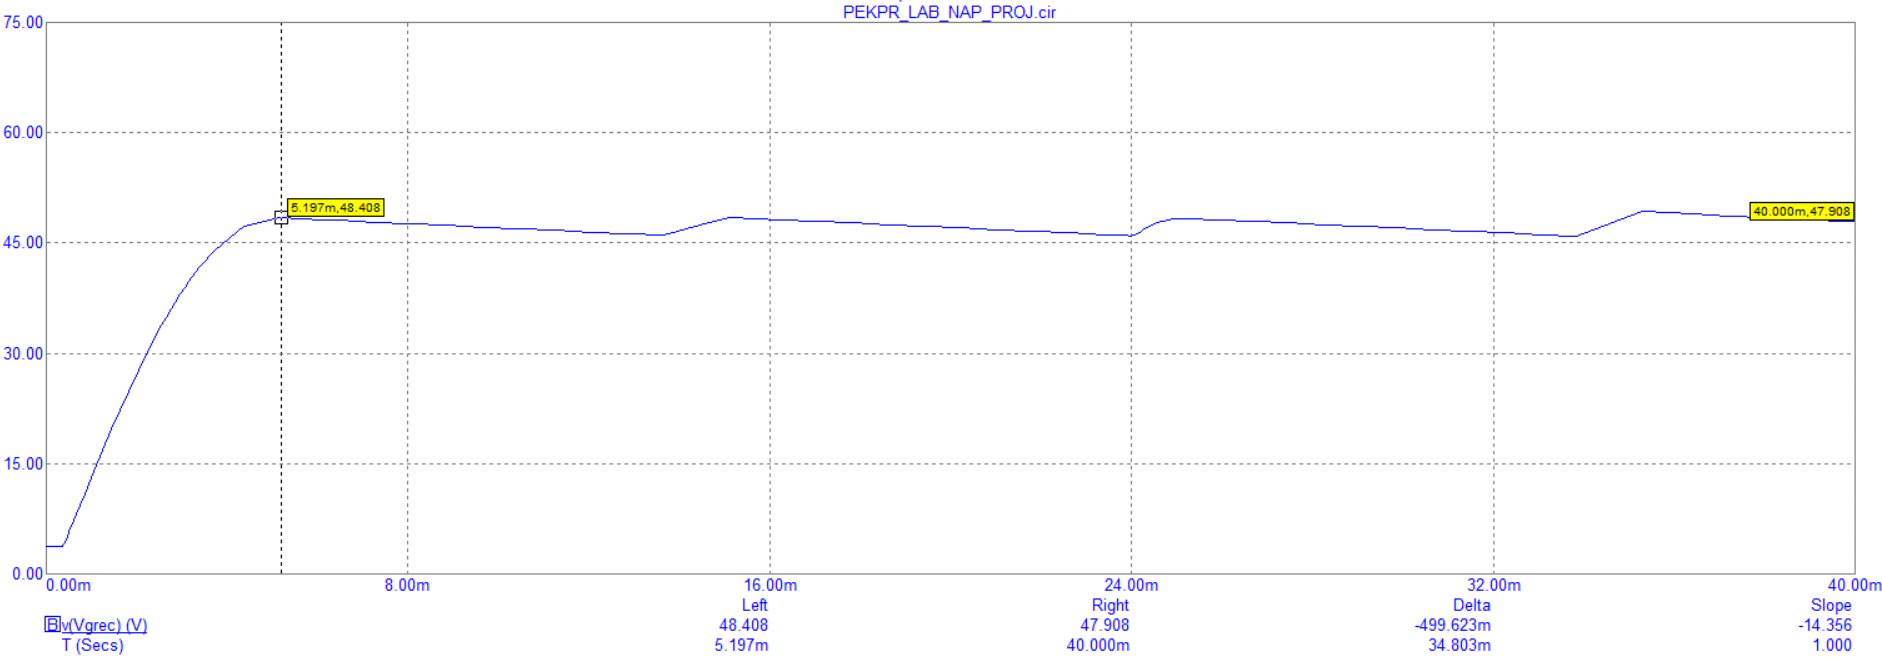 PEKPR_LAB_NAP_PROJ.cir
75.00
60.00
5.197m,48.408
40.000m,47.908
45.00
30.00
15.00
0.00
0.00m 8.00m 16.00m 24.00m 32.00m 40.00m
Left Right Delta Slope
B v(Vgrec) (V) 48.408 47.908 -499.623m -14.356
T (Secs) 5.197m 40.000m 34.803m 1.000